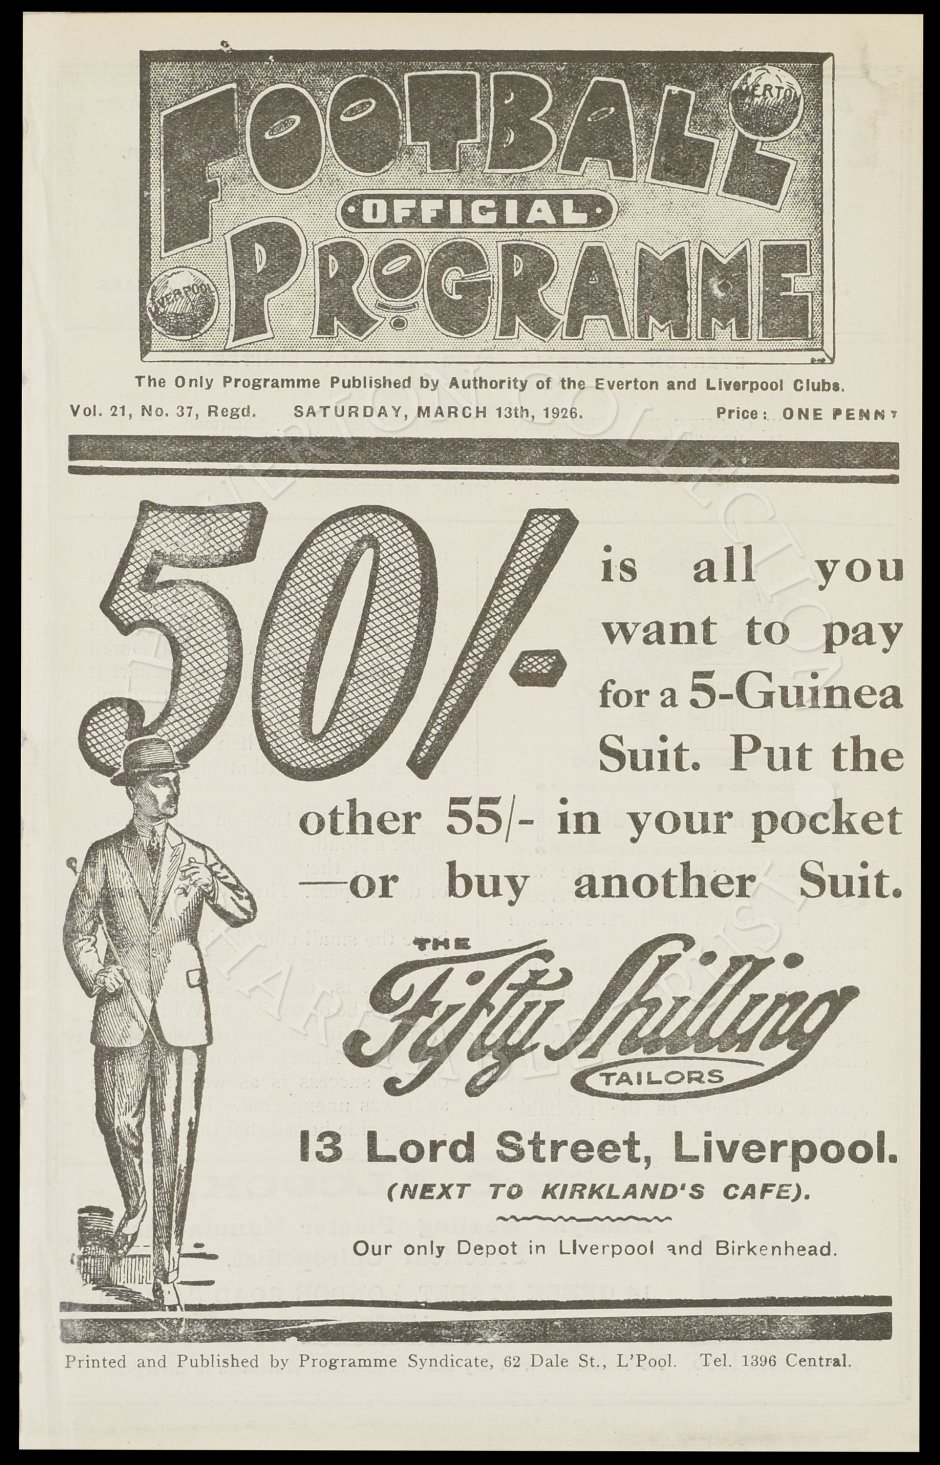 FOOTBALL
EVERTON
OFFICIAL
PROGRAMME
LIVERPOOL
The Only Programme Published by Authority of the Everton and Liverpool Clubs.
Vol. 21, No. 37, Regd. SATURDAY, MARCH 13th, 1926. Price: ONE PENNY
50/-
is all you
want to pay
for a 5-Guinea
Suit. Put the
other 55/- in your pocket
—or buy another Suit.
THE
Fifty Shilling
TAILORS
13 Lord Street, Liverpool.
(NEXT TO KIRKLAND'S CAFE).
Our only Depot in Liverpool and Birkenhead.
Printed and Published by Programme Syndicate, 62 Dale St., L'Pool. Tel. 1396 Central.
EVERTON COLLECTION
CHARITABLE TRUST